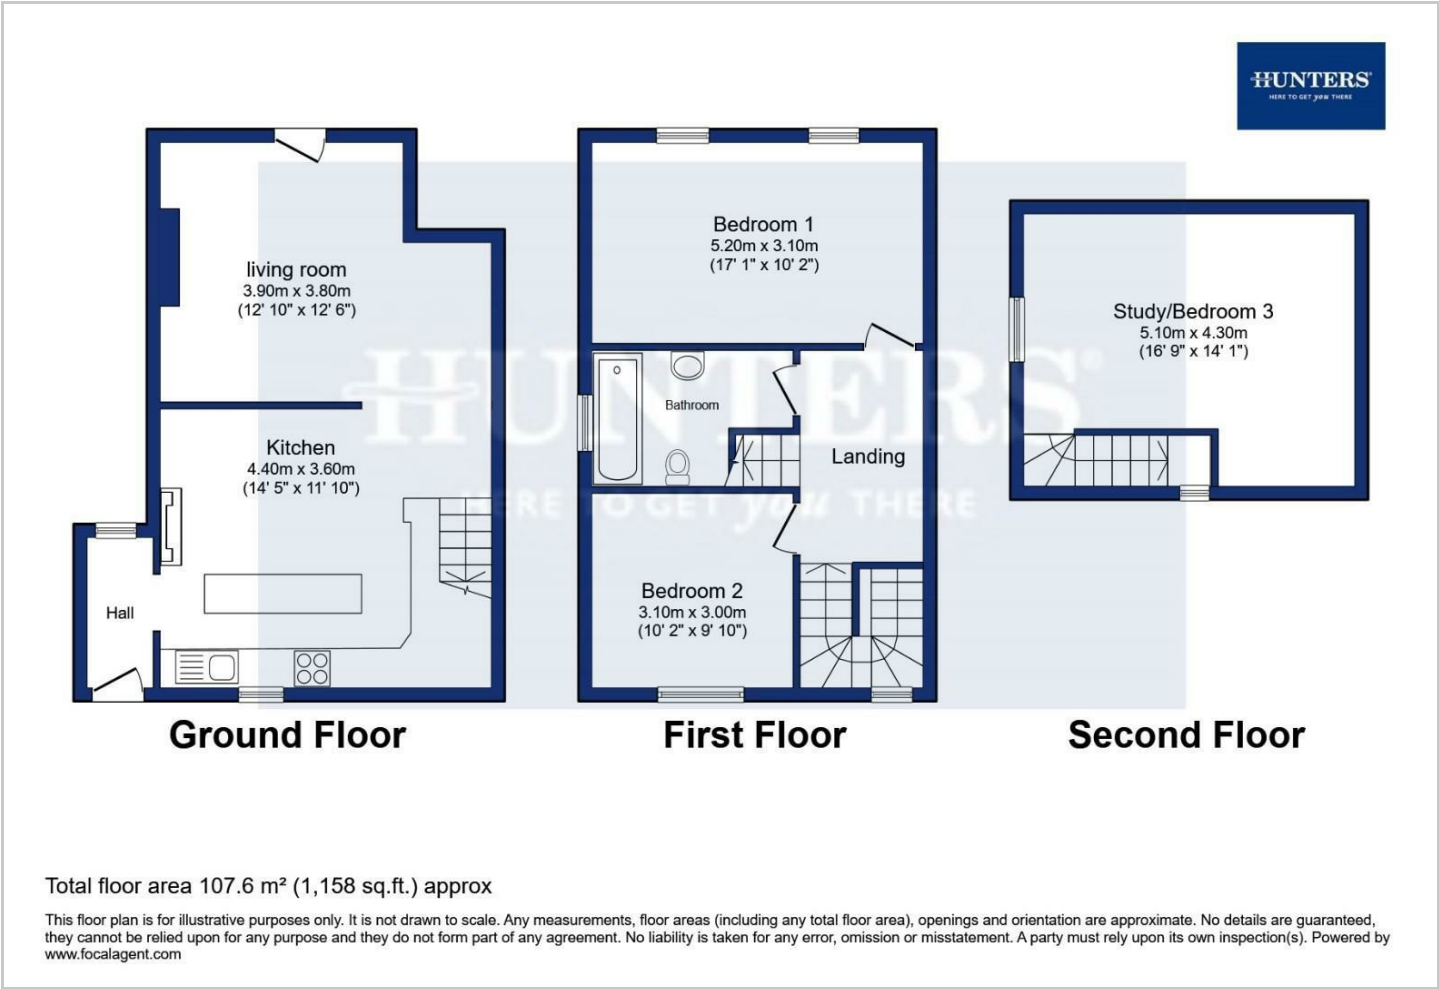 HUNTERS®
HERE TO GET you THERE
Bedroom 1
5.20m x 3.10m
(17' 1" x 10' 2")
living room
3.90m x 3.80m
(12' 10" x 12' 6")
Study/Bedroom 3
5.10m x 4.30m
(16' 9" x 14' 1")
HUNTERS®
HERE TO GET you THERE
Bathroom
Kitchen
4.40m x 3.60m
(14' 5" x 11' 10")
Landing
Hall
Bedroom 2
3.10m x 3.00m
(10' 2" x 9' 10")
Ground Floor
First Floor
Second Floor
Total floor area 107.6 m² (1,158 sq.ft.) approx
This floor plan is for illustrative purposes only. It is not drawn to scale. Any measurements, floor areas (including any total floor area), openings and orientation are approximate. No details are guaranteed,
they cannot be relied upon for any purpose and they do not form part of any agreement. No liability is taken for any error, omission or misstatement. A party must rely upon its own inspection(s). Powered by
www.focalagent.com